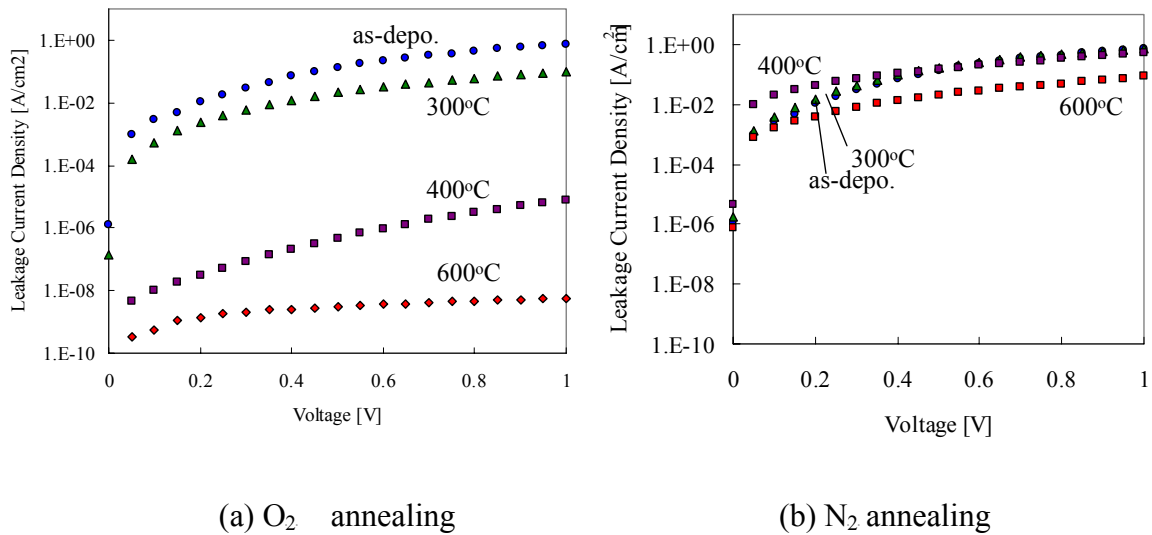 Leakage Current Density [A/cm2]
1.E+00
1.E-02
1.E-04
1.E-06
1.E-08
1.E-10
as-depo.
300°C
400°C
600°C
0 0.2 0.4 0.6 0.8 1
Voltage [V]
(a) O2 annealing
Leakage Current Density [A/cm2]
1.E+00
1.E-02
1.E-04
1.E-06
1.E-08
1.E-10
400°C
600°C
300°C
as-depo.
0 0.2 0.4 0.6 0.8 1
Voltage [V]
(b) N2 annealing